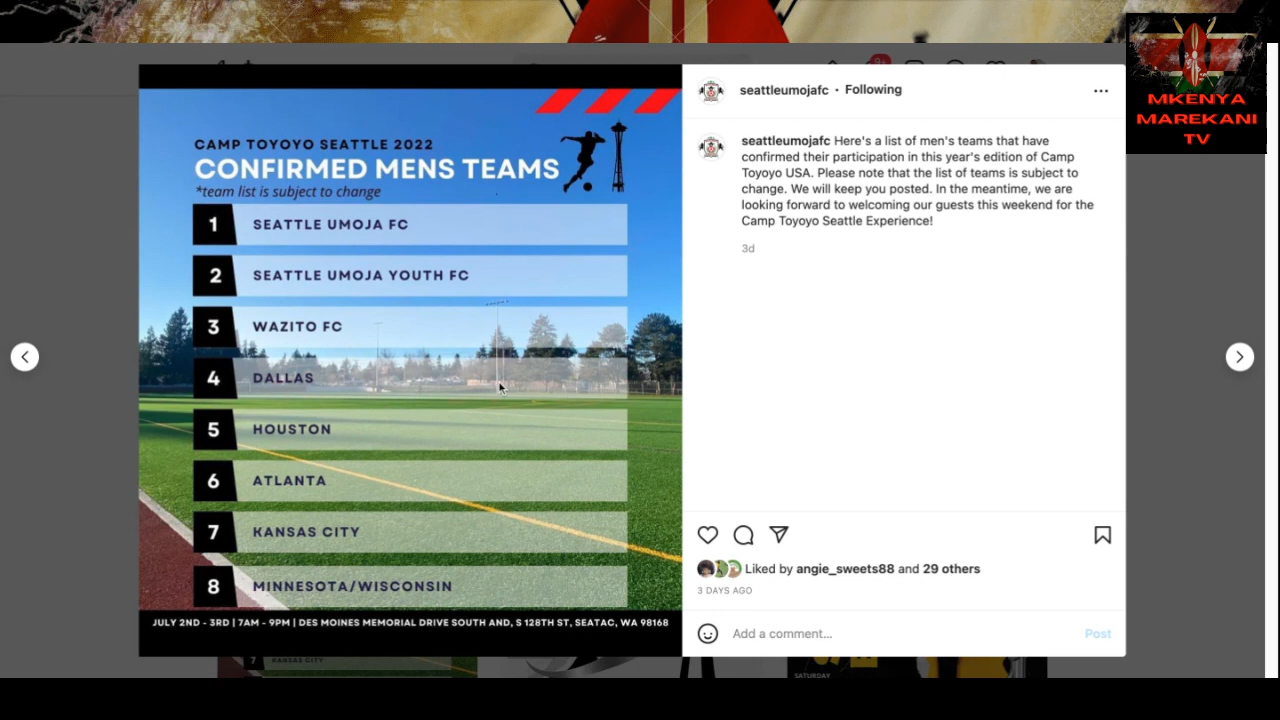 MKENYA
MAREKANI
TV
CAMP TOYOYO SEATTLE 2022
CONFIRMED MENS TEAMS
*team list is subject to change
1 SEATTLE UMOJA FC
2 SEATTLE UMOJA YOUTH FC
3 WAZITO FC
4 DALLAS
5 HOUSTON
6 ATLANTA
7 KANSAS CITY
8 MINNESOTA/WISCONSIN
JULY 2ND - 3RD | 7AM - 9PM | DES MOINES MEMORIAL DRIVE SOUTH AND, S 128TH ST, SEATAC, WA 98168
seattleumojafc • Following
seattleumojafc Here's a list of men's teams that have
confirmed their participation in this year's edition of Camp
Toyoyo USA. Please note that the list of teams is subject to
change. We will keep you posted. In the meantime, we are
looking forward to welcoming our guests this weekend for the
Camp Toyoyo Seattle Experience!
3d
Liked by angie_sweets88 and 29 others
3 DAYS AGO
Add a comment... Post
7 KANSAS CITY
SATURDAY